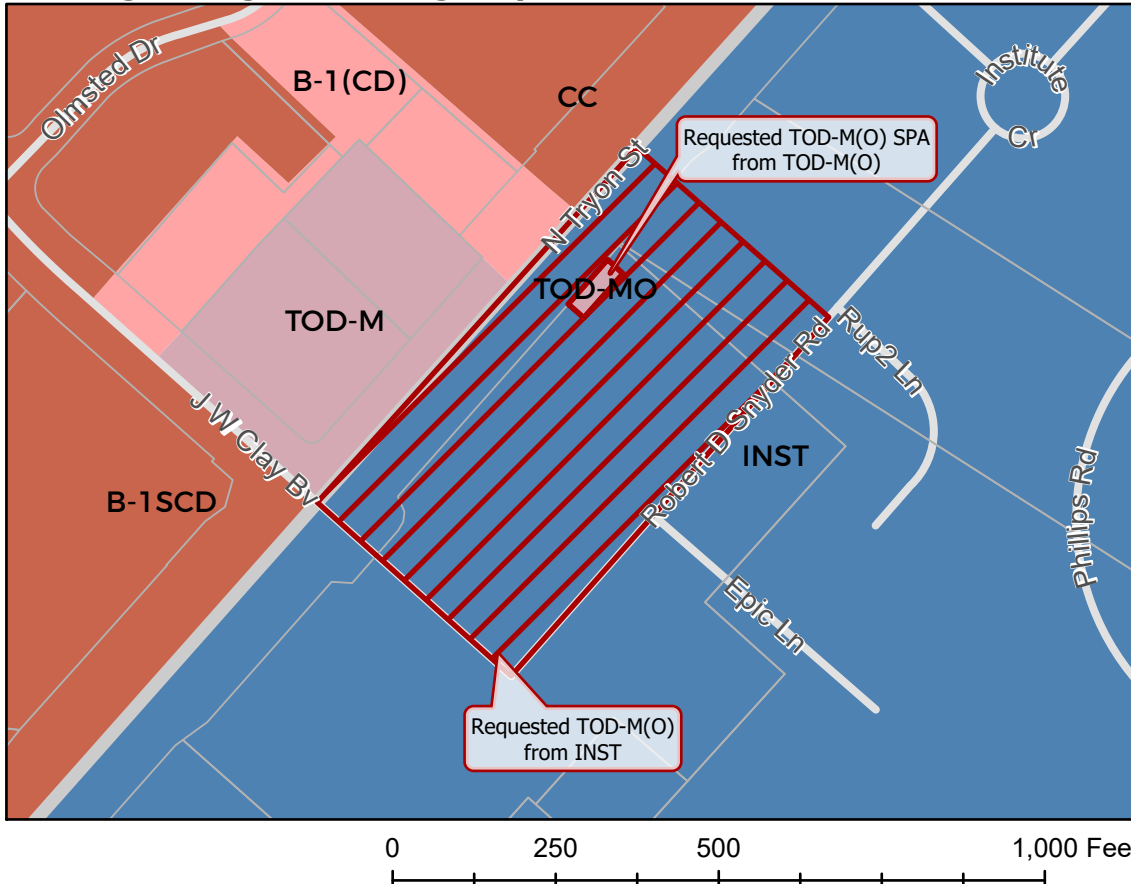 Olmsted Dr
B-1(CD)
CC
Institute
Cr
Requested TOD-M(O) SPA
from TOD-M(O)
N Tryon St
TOD-MO
TOD-M
Rup2 Ln
Robert D Snyder Rd
J W Clay Bv
INST
B-1SCD
Phillips Rd
Epic Ln
Requested TOD-M(O)
from INST
0 250 500 1,000 Fee